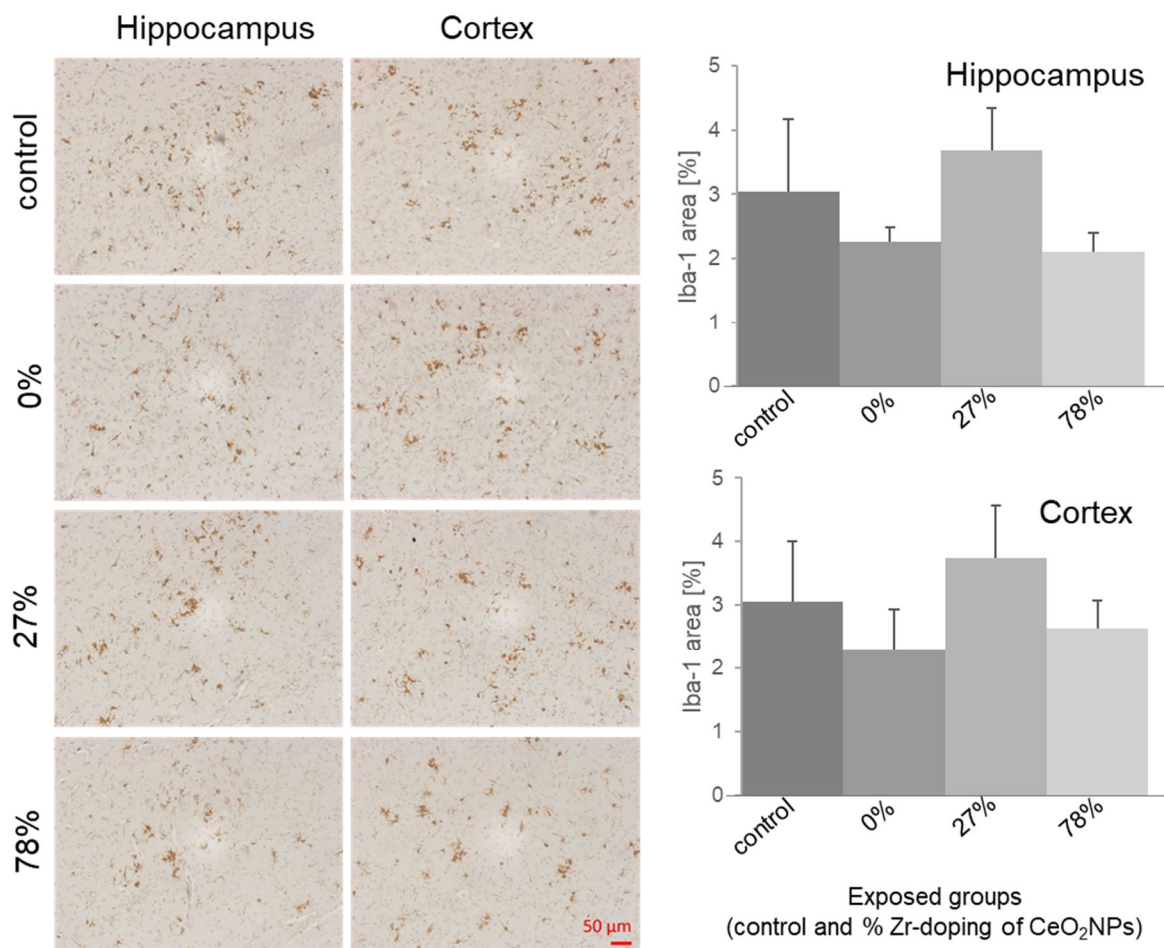 Hippocampus
Cortex
control
0%
27%
78%
50 µm
5
Hippocampus
4
3
2
1
0
Iba-1 area [%]
control
0%
27%
78%
5
Cortex
4
3
2
1
0
Iba-1 area [%]
control
0%
27%
78%
Exposed groups
(control and % Zr-doping of CeO₂NPs)